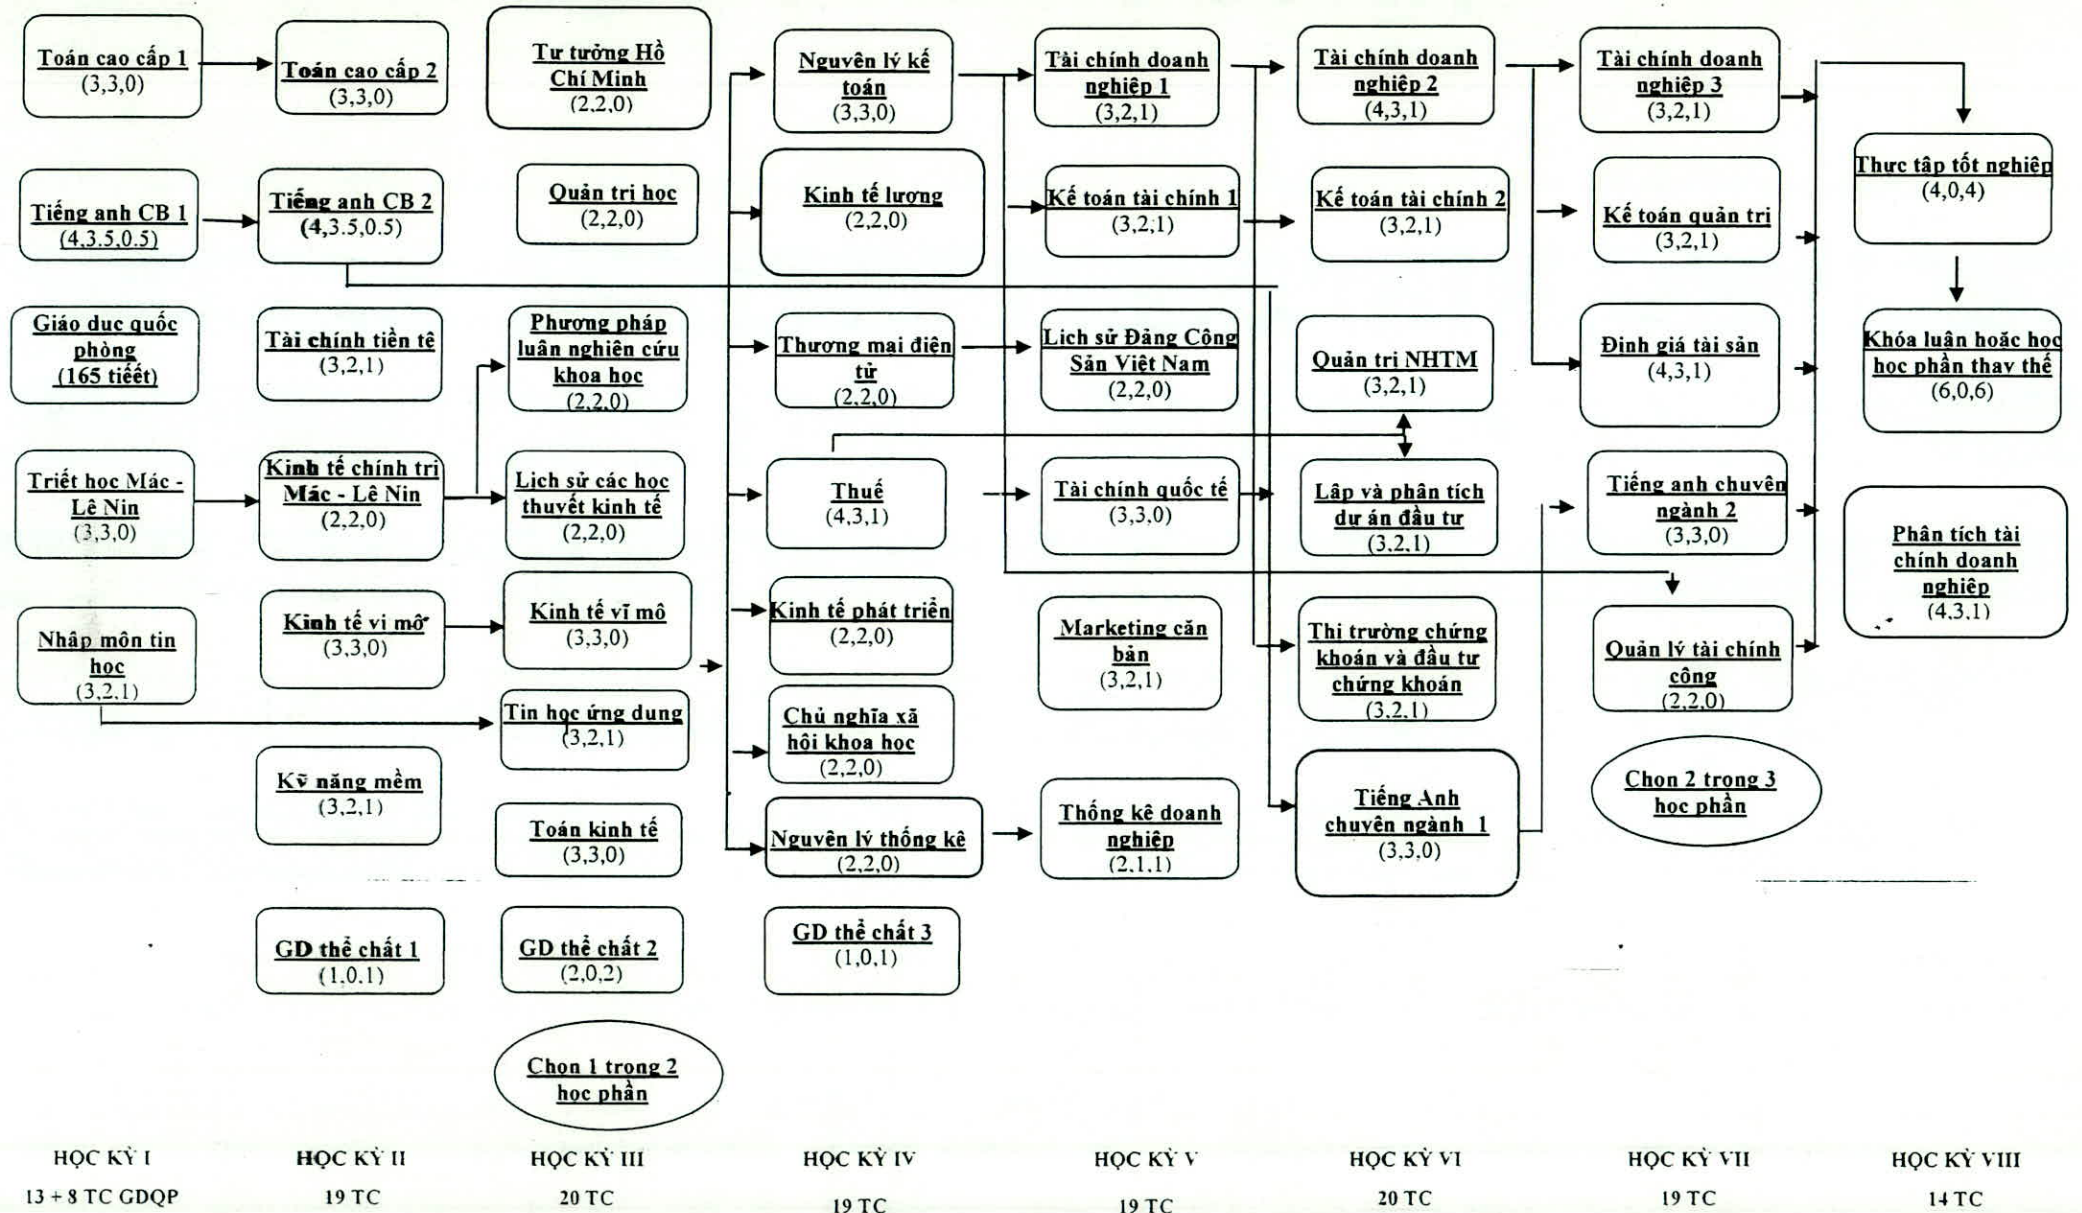 Toán cao cấp 1
(3,3,0)
Toán cao cấp 2
(3,3,0)
Tư tưởng Hồ
Chí Minh
(2,2,0)
Nguyên lý kế
toán
(3,3,0)
Tài chính doanh
nghiệp 1
(3,2,1)
Tài chính doanh
nghiệp 2
(4,3,1)
Tài chính doanh
nghiệp 3
(3,2,1)
Thực tập tốt nghiệp
(4,0,4)
Tiếng anh CB 1
(4,3.5,0.5)
Tiếng anh CB 2
(4,3.5,0.5)
Quản trị học
(2,2,0)
Kinh tế lượng
(2,2,0)
Kế toán tài chính 1
(3,2,1)
Kế toán tài chính 2
(3,2,1)
Kế toán quản trị
(3,2,1)
Giáo dục quốc
phòng
(165 tiết)
Tài chính tiền tệ
(3,2,1)
Phương pháp
luận nghiên cứu
khoa học
(2,2,0)
Thương mại điện
tử
(2,2,0)
Lịch sử Đảng Cộng
Sản Việt Nam
(2,2,0)
Quản trị NHTM
(3,2,1)
Định giá tài sản
(4,3,1)
Khóa luận hoặc học
học phần thay thế
(6,0,6)
Triết học Mác -
Lê Nin
(3,3,0)
Kinh tế chính trị
Mác - Lê Nin
(2,2,0)
Lịch sử các học
thuyết kinh tế
(2,2,0)
Thuế
(4,3,1)
Tài chính quốc tế
(3,3,0)
Lập và phân tích
dự án đầu tư
(3,2,1)
Tiếng anh chuyên
ngành 2
(3,3,0)
Phân tích tài
chính doanh
nghiệp
(4,3,1)
Nhập môn tin
học
(3,2,1)
Kinh tế vi mô
(3,3,0)
Kinh tế vĩ mô
(3,3,0)
Kinh tế phát triển
(2,2,0)
Marketing căn
bản
(3,2,1)
Thị trường chứng
khoán và đầu tư
chứng khoán
(3,2,1)
Quản lý tài chính
công
(2,2,0)
Tin học ứng dụng
(3,2,1)
Chủ nghĩa xã
hội khoa học
(2,2,0)
Kỹ năng mềm
(3,2,1)
Toán kinh tế
(3,3,0)
Nguyên lý thống kê
(2,2,0)
Thống kê doanh
nghiệp
(2,1,1)
Tiếng Anh
chuyên ngành 1
(3,3,0)
Chọn 2 trong 3
học phần
GD thể chất 1
(1,0,1)
GD thể chất 2
(2,0,2)
GD thể chất 3
(1,0,1)
Chọn 1 trong 2
học phần
HỌC KỲ I
HỌC KỲ II
HỌC KỲ III
HỌC KỲ IV
HỌC KỲ V
HỌC KỲ VI
HỌC KỲ VII
HỌC KỲ VIII
13 + 8 TC GDQP
19 TC
20 TC
19 TC
19 TC
20 TC
19 TC
14 TC